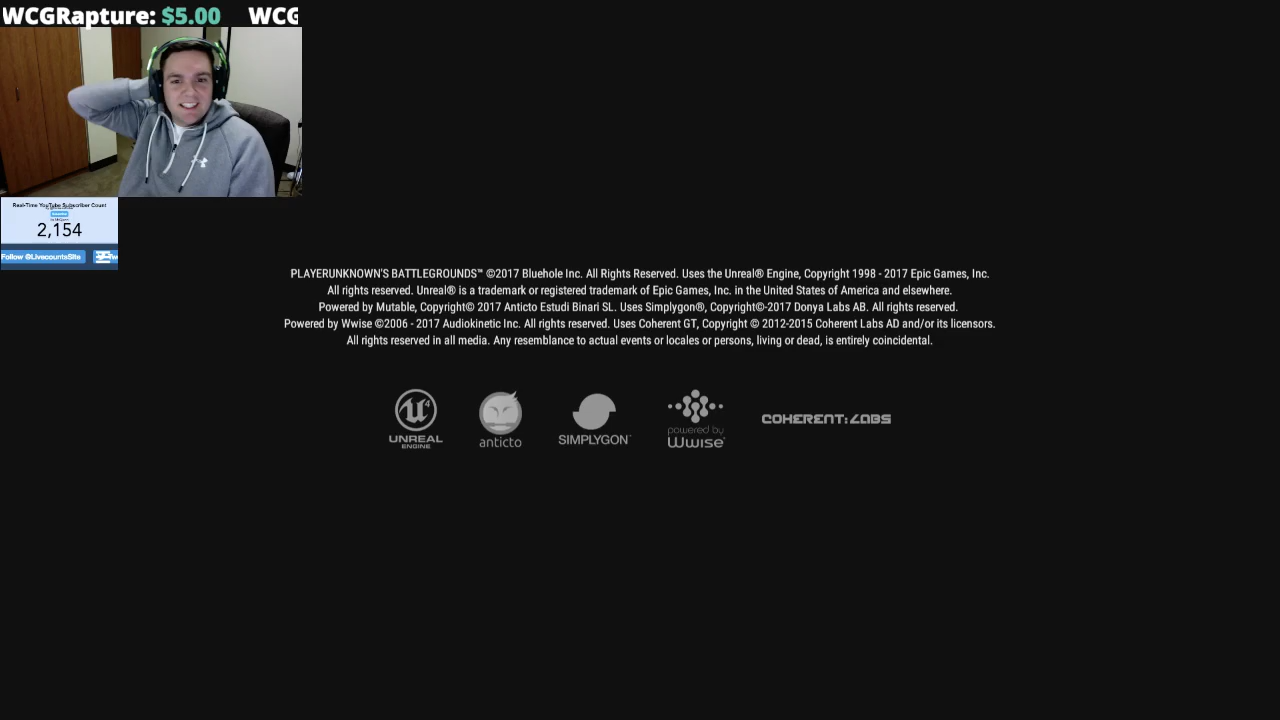 WCGRapture: $5.00 WCG
Real-Time YouTube Subscriber Count
2,154
Follow @LivecountsSite Tw
PLAYERUNKNOWN'S BATTLEGROUNDS™ ©2017 Bluehole Inc. All Rights Reserved. Uses the Unreal® Engine, Copyright 1998 - 2017 Epic Games, Inc.
All rights reserved. Unreal® is a trademark or registered trademark of Epic Games, Inc. in the United States of America and elsewhere.
Powered by Mutable, Copyright© 2017 Anticto Estudi Binari SL. Uses Simplygon®, Copyright©-2017 Donya Labs AB. All rights reserved.
Powered by Wwise ©2006 - 2017 Audiokinetic Inc. All rights reserved. Uses Coherent GT, Copyright © 2012-2015 Coherent Labs AD and/or its licensors.
All rights reserved in all media. Any resemblance to actual events or locales or persons, living or dead, is entirely coincidental.
UNREAL
ENGINE
anticto
SIMPLYGON
powered by
wwise
COHERENT:LABS